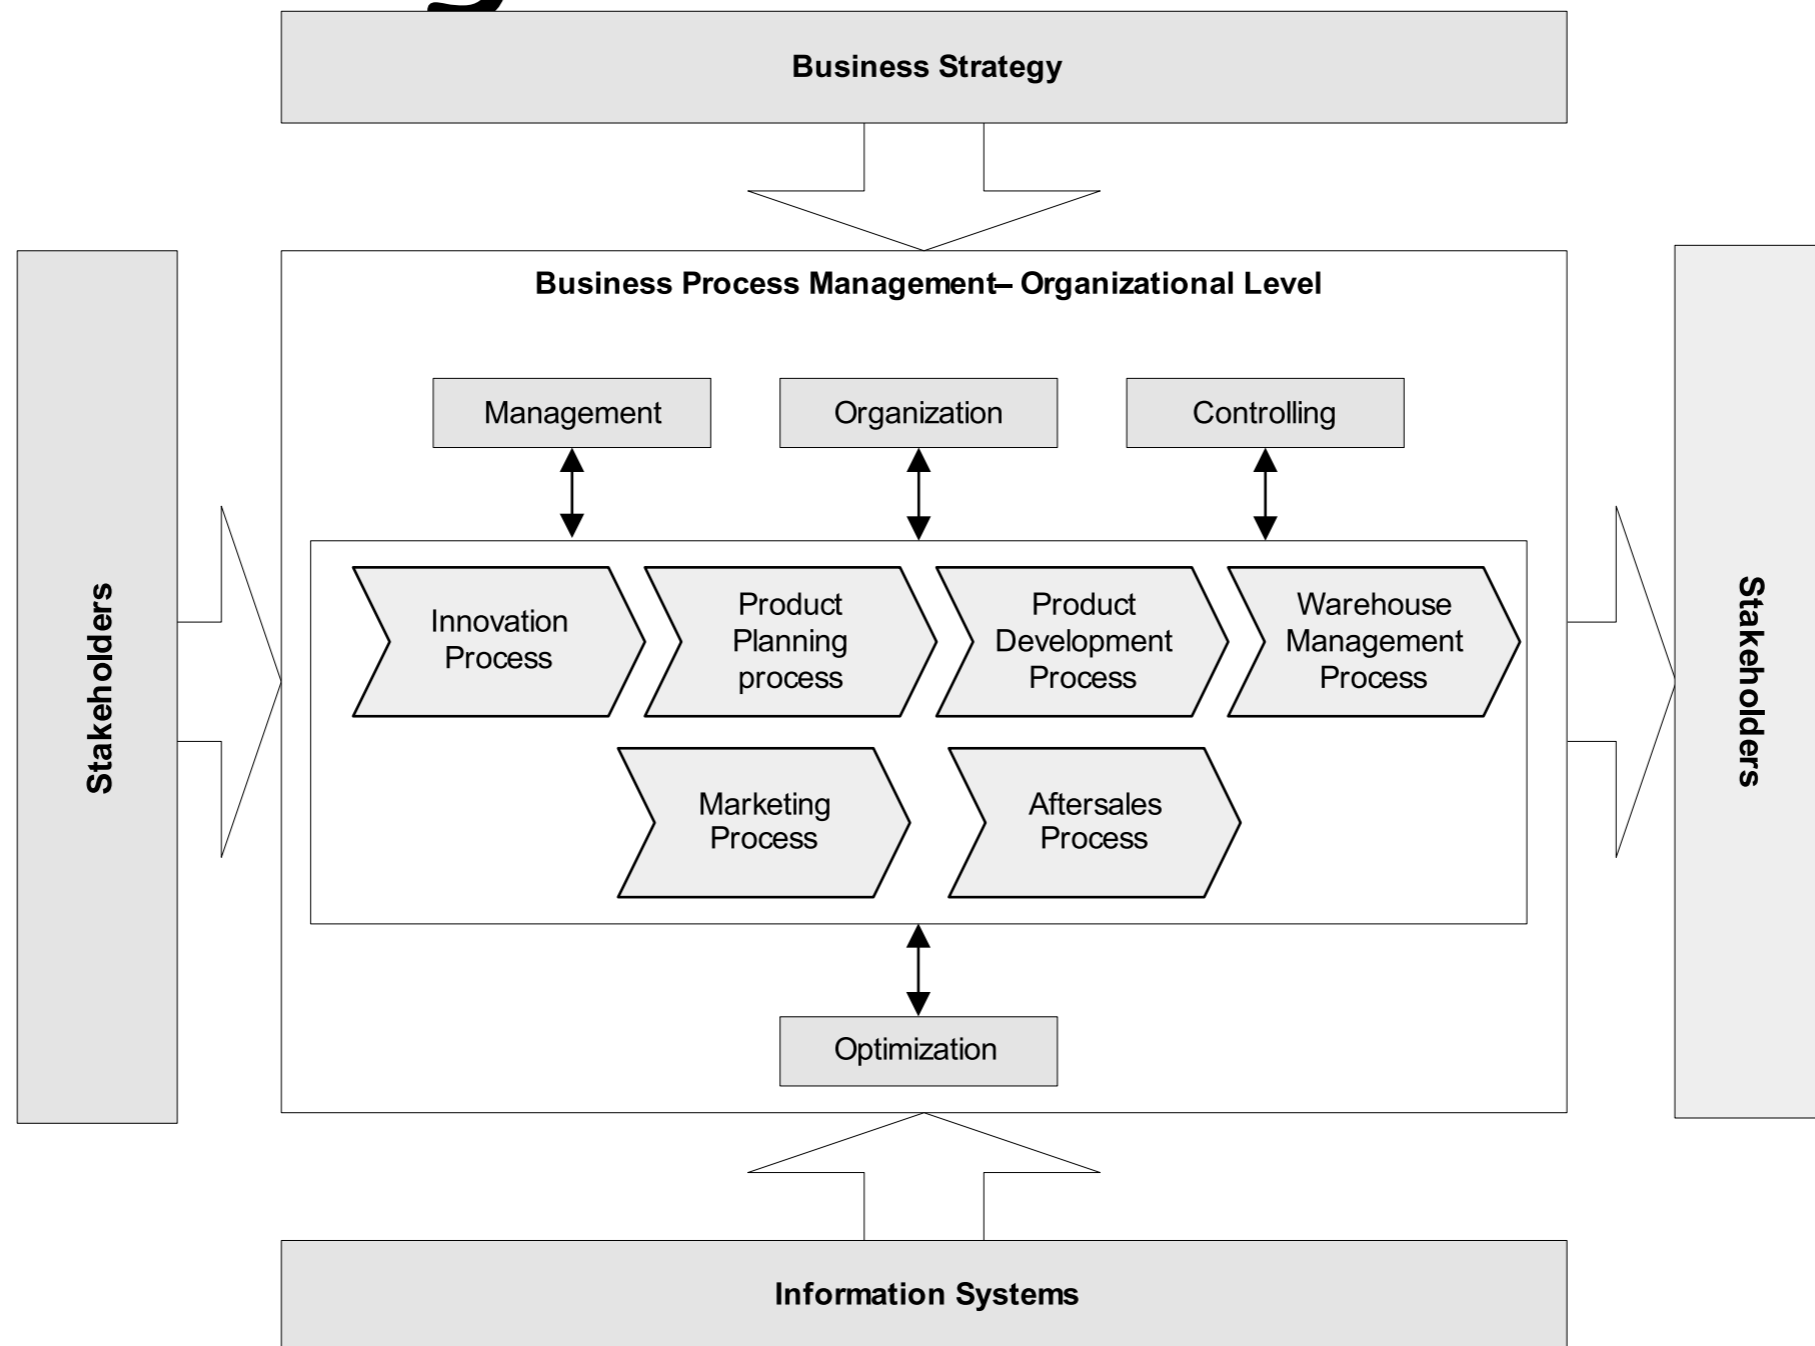 Business Strategy
Business Process Management– Organizational Level
Management
Organization
Controlling
Innovation
Process
Product
Planning
process
Product
Development
Process
Warehouse
Management
Process
Marketing
Process
Aftersales
Process
Optimization
Stakeholders
Stakeholders
Information Systems